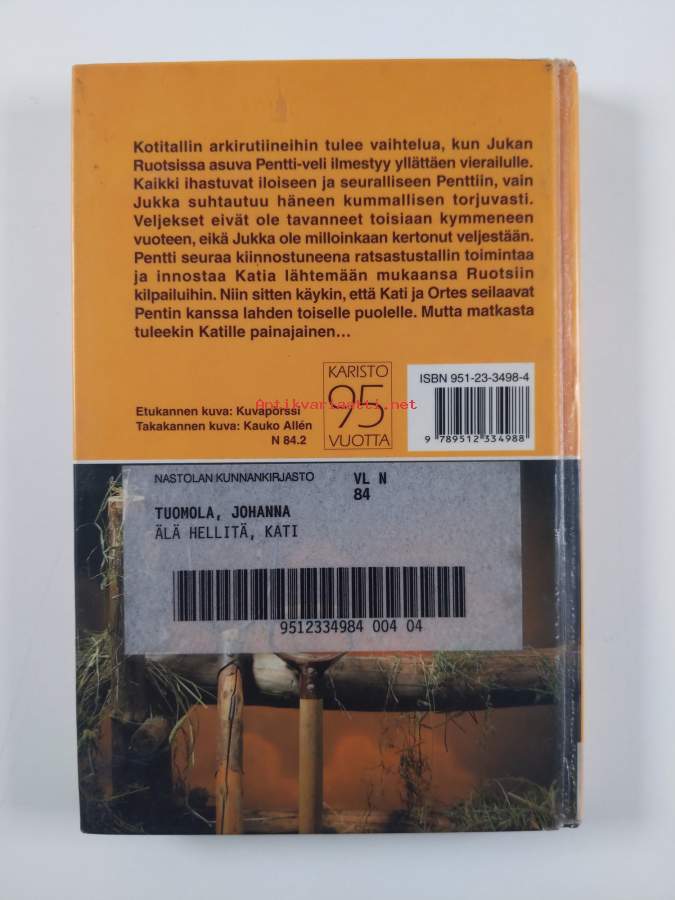 Kotitallin arkirutiineihin tulee vaihtelua, kun Jukan
Ruotsissa asuva Pentti-veli ilmestyy yllättäen vierailulle.
Kaikki ihastuvat iloiseen ja seuralliseen Penttiin, vain
Jukka suhtautuu häneen kummallisen torjuvasti.
Veljekset eivät ole tavanneet toisiaan kymmeneen
vuoteen, eikä Jukka ole milloinkaan kertonut veljestään.
Pentti seuraa kiinnostuneena ratsastustallin toimintaa
ja innostaa Katia lähtemään mukaansa Ruotsiin
kilpailuihin. Niin sitten käykin, että Kati ja Ortes seilaavat
Pentin kanssa lahden toiselle puolelle. Mutta matkasta
tuleekin Katille painajainen...
KARISTO
95
VUOTTA
ISBN 951-23-3498-4
9 789512 334988
Antikvariaatti.net
Etukannen kuva: Kuvapörssi
Takakannen kuva: Kauko Allén
N 84.2
NASTOLAN KUNNANKIRJASTO
VL N
84
TUOMOLA, JOHANNA
ÄLÄ HELLITÄ, KATI
9512334984 004 04